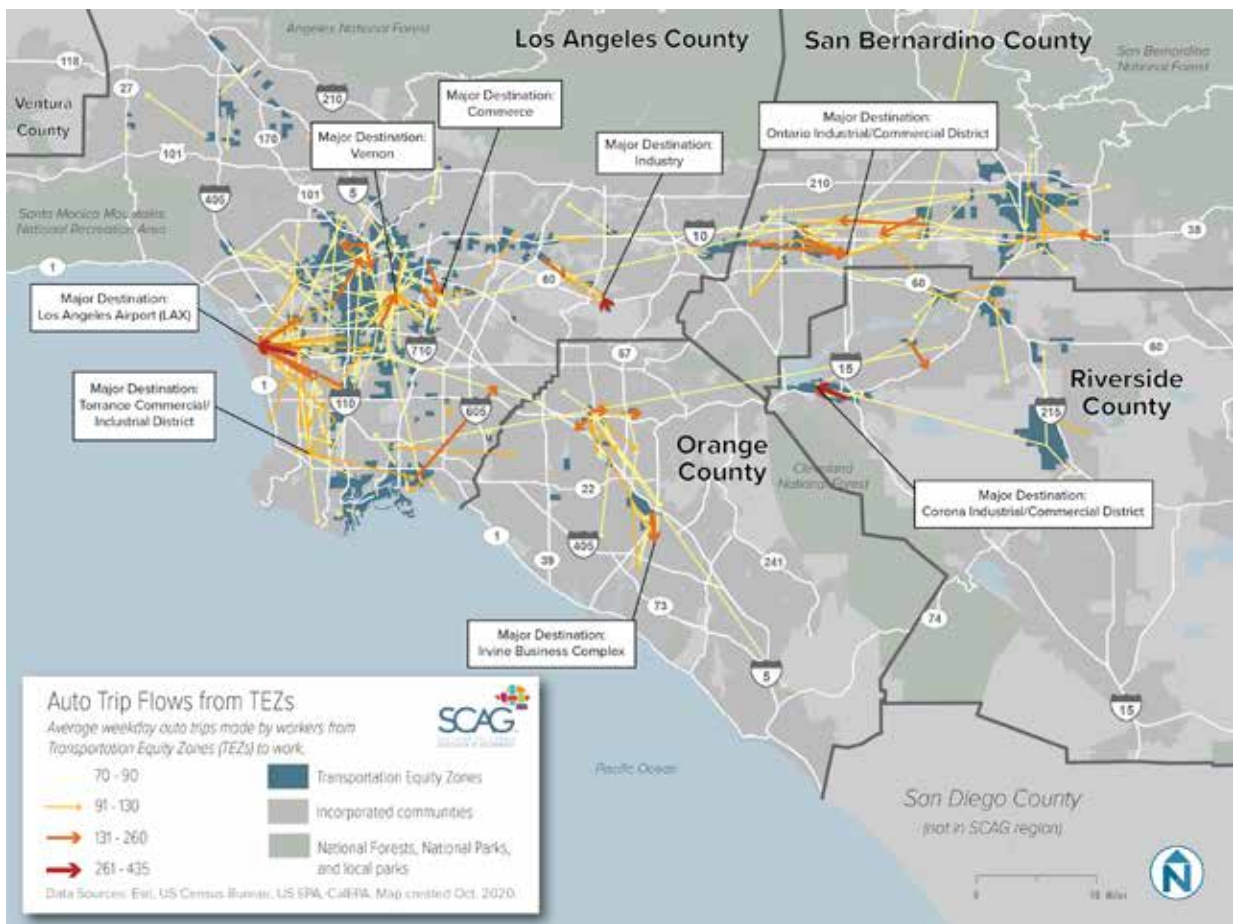 Angeles National Forest
Los Angeles County
San Bernardino County
San Bernardino
National Forest
118
27
Ventura
County
210
170
101
Major Destination:
Commerce
Major Destination:
Vernon
Major Destination:
Industry
Major Destination:
Ontario Industrial/Commercial District
5
101
405
210
Santa Monica Mountains
National Recreation Area
10
38
1
60
60
Major Destination:
Los Angeles Airport (LAX)
710
57
60
15
Riverside
County
1
Major Destination:
Torrance Commercial/
Industrial District
110
605
215
Orange
County
Cleveland
National Forest
22
Major Destination:
Corona Industrial/Commercial District
1
405
39
241
73
74
Major Destination:
Irvine Business Complex
5
15
Auto Trip Flows from TEZs
SCAG
Average weekday auto trips made by workers from
Transportation Equity Zones (TEZs) to work.
70 - 90
91 - 130
131 - 260
261 - 435
Transportation Equity Zones
Incorporated communities
National Forests, National Parks,
and local parks
Data Sources: Esri, US Census Bureau, US EPA, CalEPA. Map created Oct. 2020.
Pacific Ocean
San Diego County
(not in SCAG region)
0
10 Miles
N